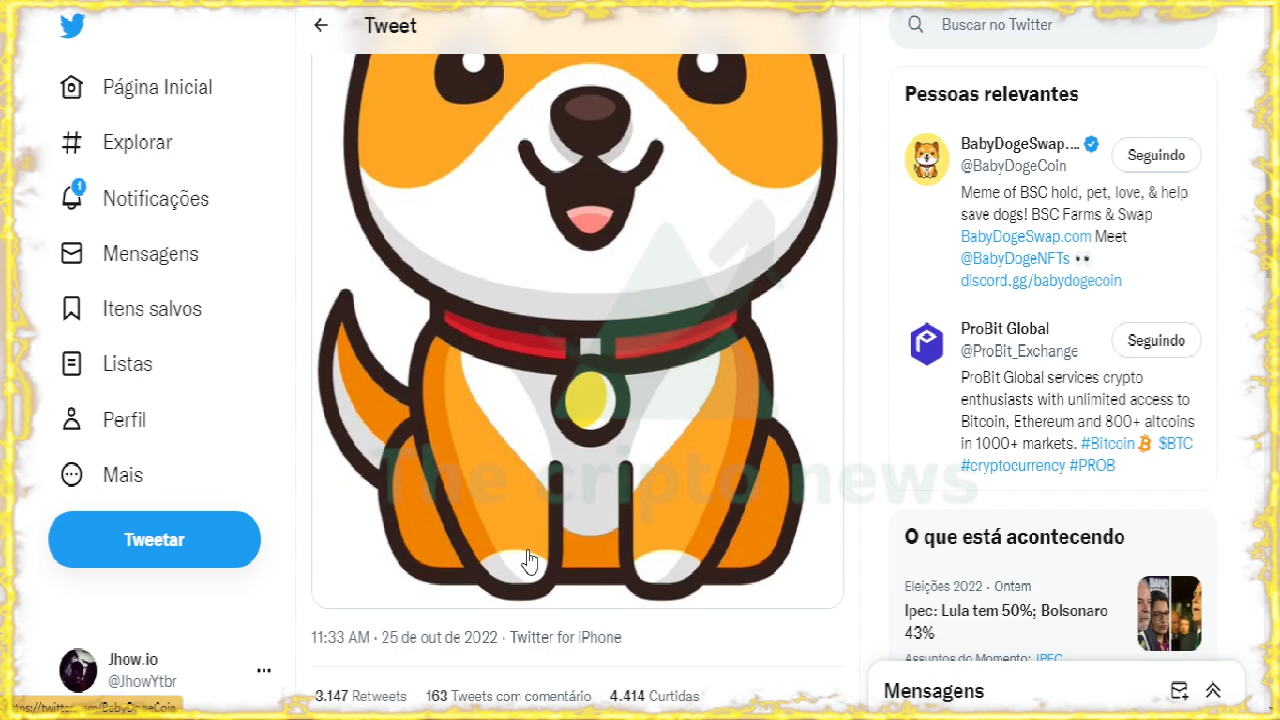 Tweet
Buscar no Twitter
Página Inicial
Explorar
1
Notificações
Mensagens
Itens salvos
Listas
Perfil
Mais
Tweetar
Jhow.io
@JhowYtbr
The cripto news
11:33 AM · 25 de out de 2022 · Twitter for iPhone
3.147 Retweets 163 Tweets com comentário 4.414 Curtidas
Pessoas relevantes
BabyDogeSwap....
@BabyDogeCoin
Seguindo
Meme of BSC hold, pet, love, & help
save dogs! BSC Farms & Swap
BabyDogeSwap.com Meet
@BabyDogeNFTs 👀
discord.gg/babydogecoin
ProBit Global
@ProBit_Exchange
Seguindo
ProBit Global services crypto
enthusiasts with unlimited access to
Bitcoin, Ethereum and 800+ altcoins
in 1000+ markets. #Bitcoin $BTC
#cryptocurrency #PROB
O que está acontecendo
Eleições 2022 · Ontem
Ipec: Lula tem 50%; Bolsonaro
43%
Assuntos do Momento: IPEC
Mensagens